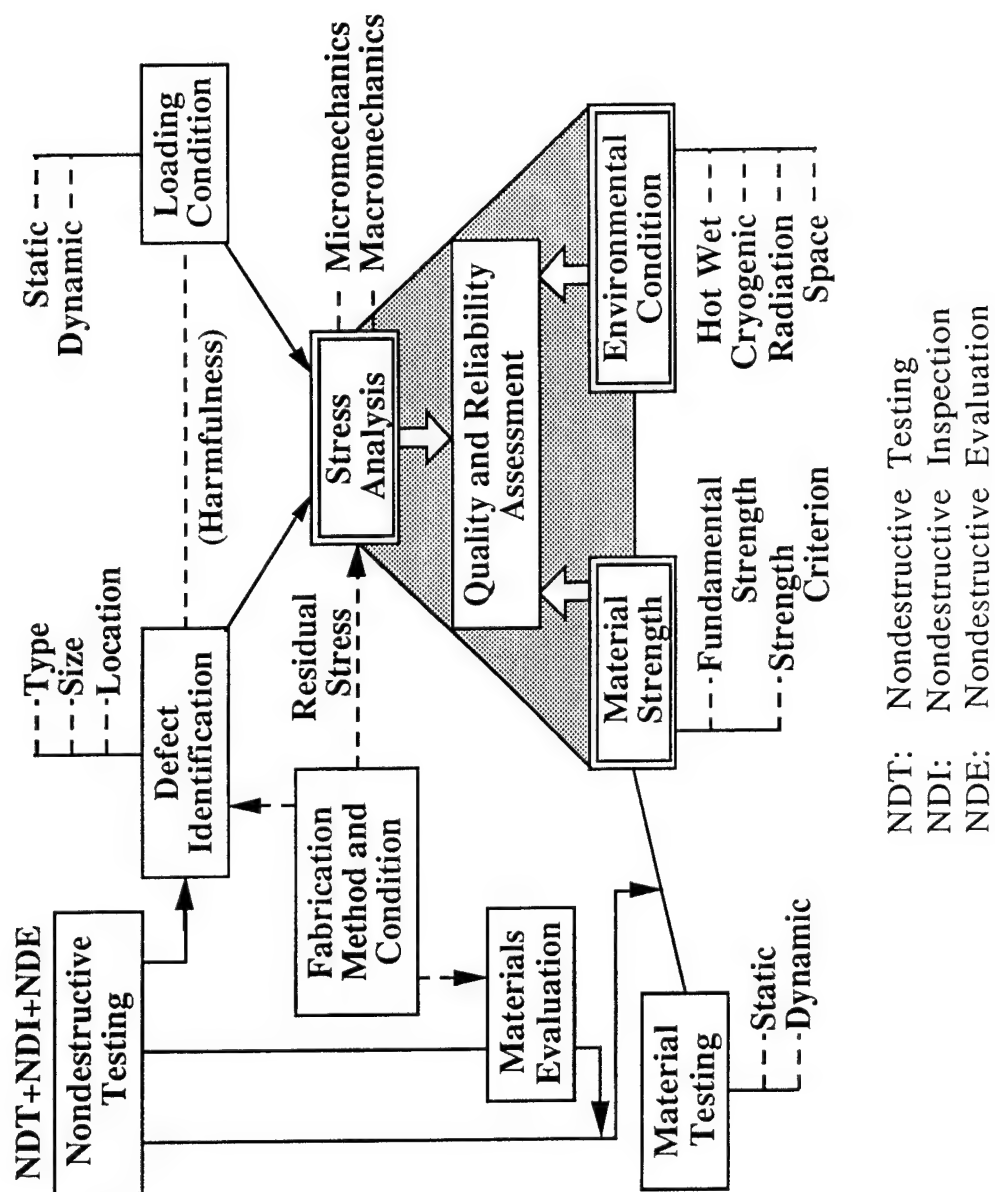 NDT+NDI+NDE
Nondestructive
Testing
Type
Size
Location
Defect
Identification
(Harmfulness)
Static
Dynamic
Loading
Condition
Fabrication
Method and
Condition
Residual
Stress
Stress
Analysis
Micromechanics
Macromechanics
Materials
Evaluation
Quality and Reliability
Assessment
Material
Testing
Static
Dynamic
Material
Strength
Fundamental
Strength
Strength
Criterion
Environmental
Condition
Hot Wet
Cryogenic
Radiation
Space
NDT: Nondestructive Testing
NDI: Nondestructive Inspection
NDE: Nondestructive Evaluation